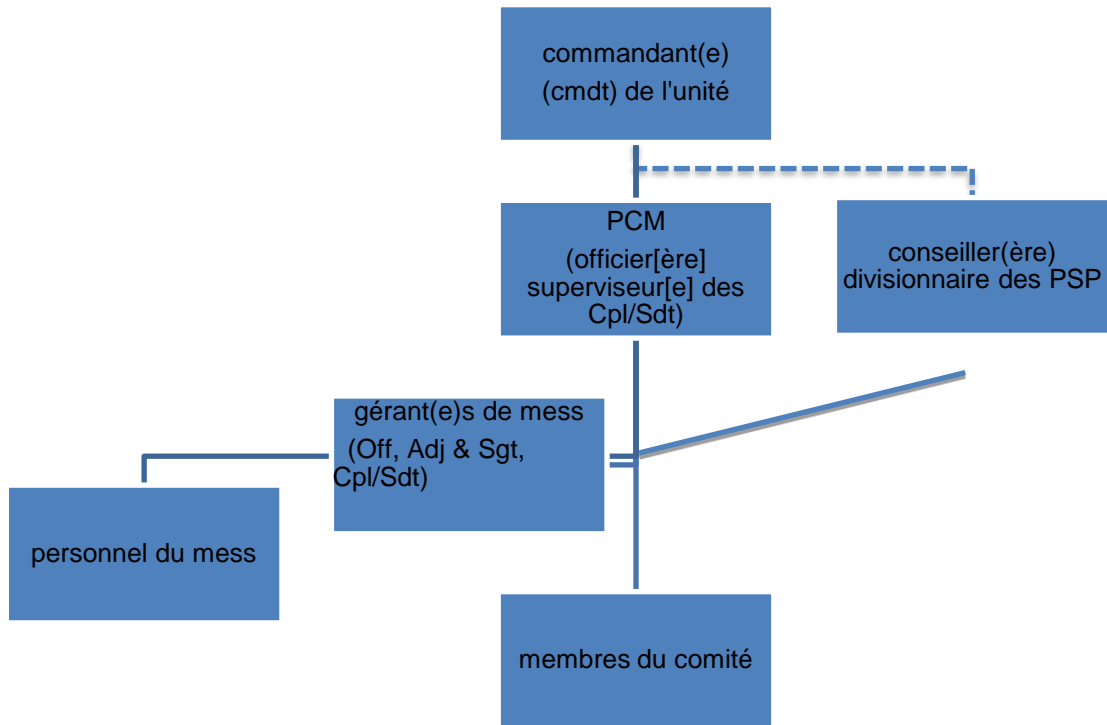 commandant(e)
(cmdt) de l'unité
PCM
(officier[ère]
superviseur[e] des
Cpl/Sdt)
conseiller(ère)
divisionnaire des PSP
gérant(e)s de mess
(Off, Adj & Sgt,
Cpl/Sdt)
personnel du mess
membres du comité